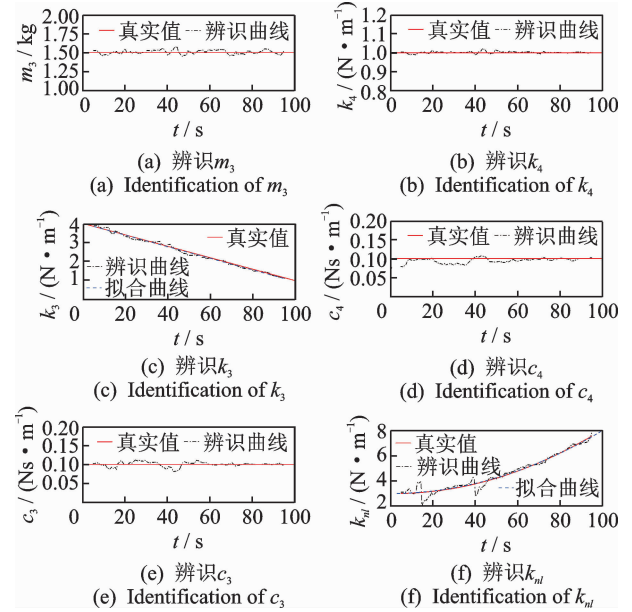 真实值 辨识曲线
2.00
1.75
1.50
1.25
1.00
m₃ / kg
0 20 40 60 80 100
t / s
(a) 辨识m₃
(a) Identification of m₃
真实值 辨识曲线
1.2
1.1
1.0
0.9
0.8
k₄ / (N • m⁻¹)
0 20 40 60 80 100
t / s
(b) 辨识k₄
(b) Identification of k₄
真实值
辨识曲线
拟合曲线
4
3
2
1
k₃ / (N • m⁻¹)
0 20 40 60 80 100
t / s
(c) 辨识k₃
(c) Identification of k₃
真实值 辨识曲线
0.20
0.15
0.10
0.05
c₄ / (Ns • m⁻¹)
0 20 40 60 80 100
t / s
(d) 辨识c₄
(d) Identification of c₄
真实值 辨识曲线
0.20
0.15
0.10
0.05
c₃ / (Ns • m⁻¹)
0 20 40 60 80 100
t / s
(e) 辨识c₃
(e) Identification of c₃
真实值
辨识曲线
拟合曲线
8
6
4
2
kₙₗ / (N • m⁻¹)
0 20 40 60 80 100
t / s
(f) 辨识kₙₗ
(f) Identification of kₙₗ